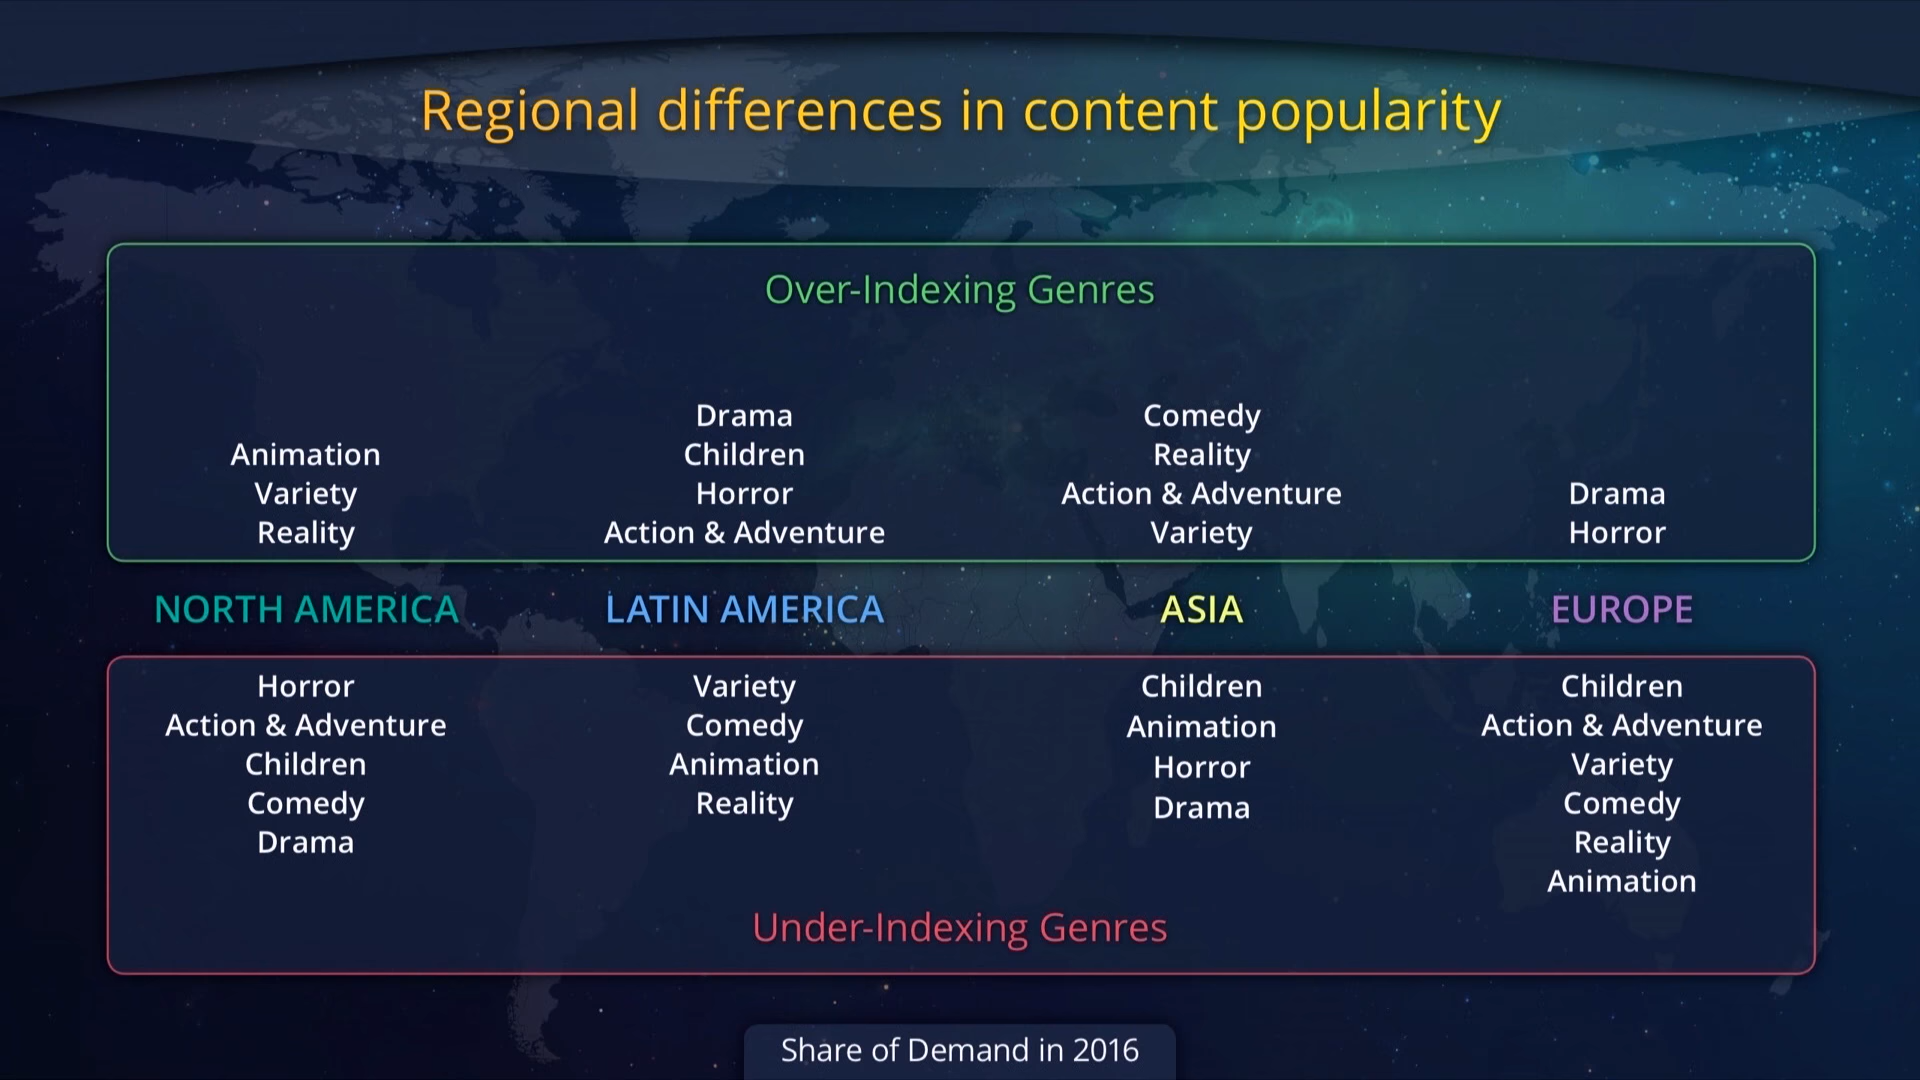 Regional differences in content popularity
Over-Indexing Genres
Animation
Variety
Reality
Drama
Children
Horror
Action & Adventure
Comedy
Reality
Action & Adventure
Variety
Drama
Horror
NORTH AMERICA
LATIN AMERICA
ASIA
EUROPE
Horror
Action & Adventure
Children
Comedy
Drama
Variety
Comedy
Animation
Reality
Children
Animation
Horror
Drama
Children
Action & Adventure
Variety
Comedy
Reality
Animation
Under-Indexing Genres
Share of Demand in 2016